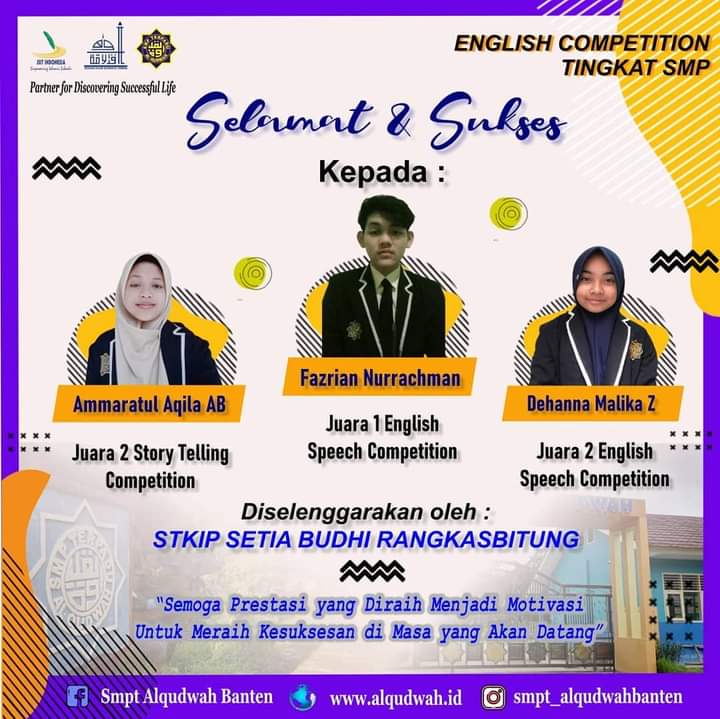 JSIT INDONESIA
Partner for Discovering Successful Life
ENGLISH COMPETITION
TINGKAT SMP
Selamat & Sukses
Kepada :
Ammaratul Aqila AB
Juara 2 Story Telling
Competition
Fazrian Nurrachman
Juara 1 English
Speech Competition
Dehanna Malika Z
Juara 2 English
Speech Competition
Diselenggarakan oleh :
STKIP SETIA BUDHI RANGKASBITUNG
“Semoga Prestasi yang Diraih Menjadi Motivasi
Untuk Meraih Kesuksesan di Masa yang Akan Datang”
Smpt Alqudwah Banten
www.alqudwah.id
smpt_alqudwahbanten